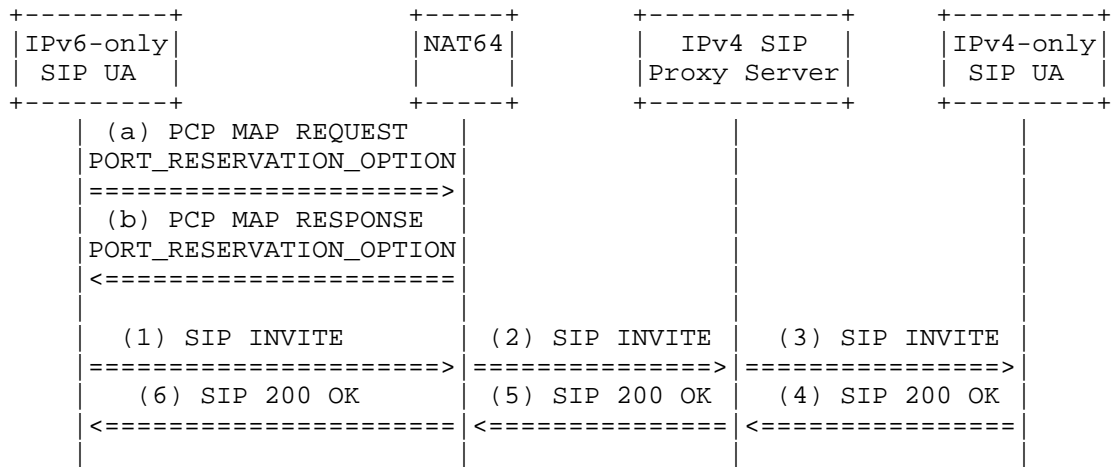 IPv6-only NAT64 IPv4 SIP IPv4-only
SIP UA Proxy Server SIP UA
(a) PCP MAP REQUEST
PORT_RESERVATION_OPTION
(b) PCP MAP RESPONSE
PORT_RESERVATION_OPTION
(1) SIP INVITE (2) SIP INVITE (3) SIP INVITE
(6) SIP 200 OK (5) SIP 200 OK (4) SIP 200 OK